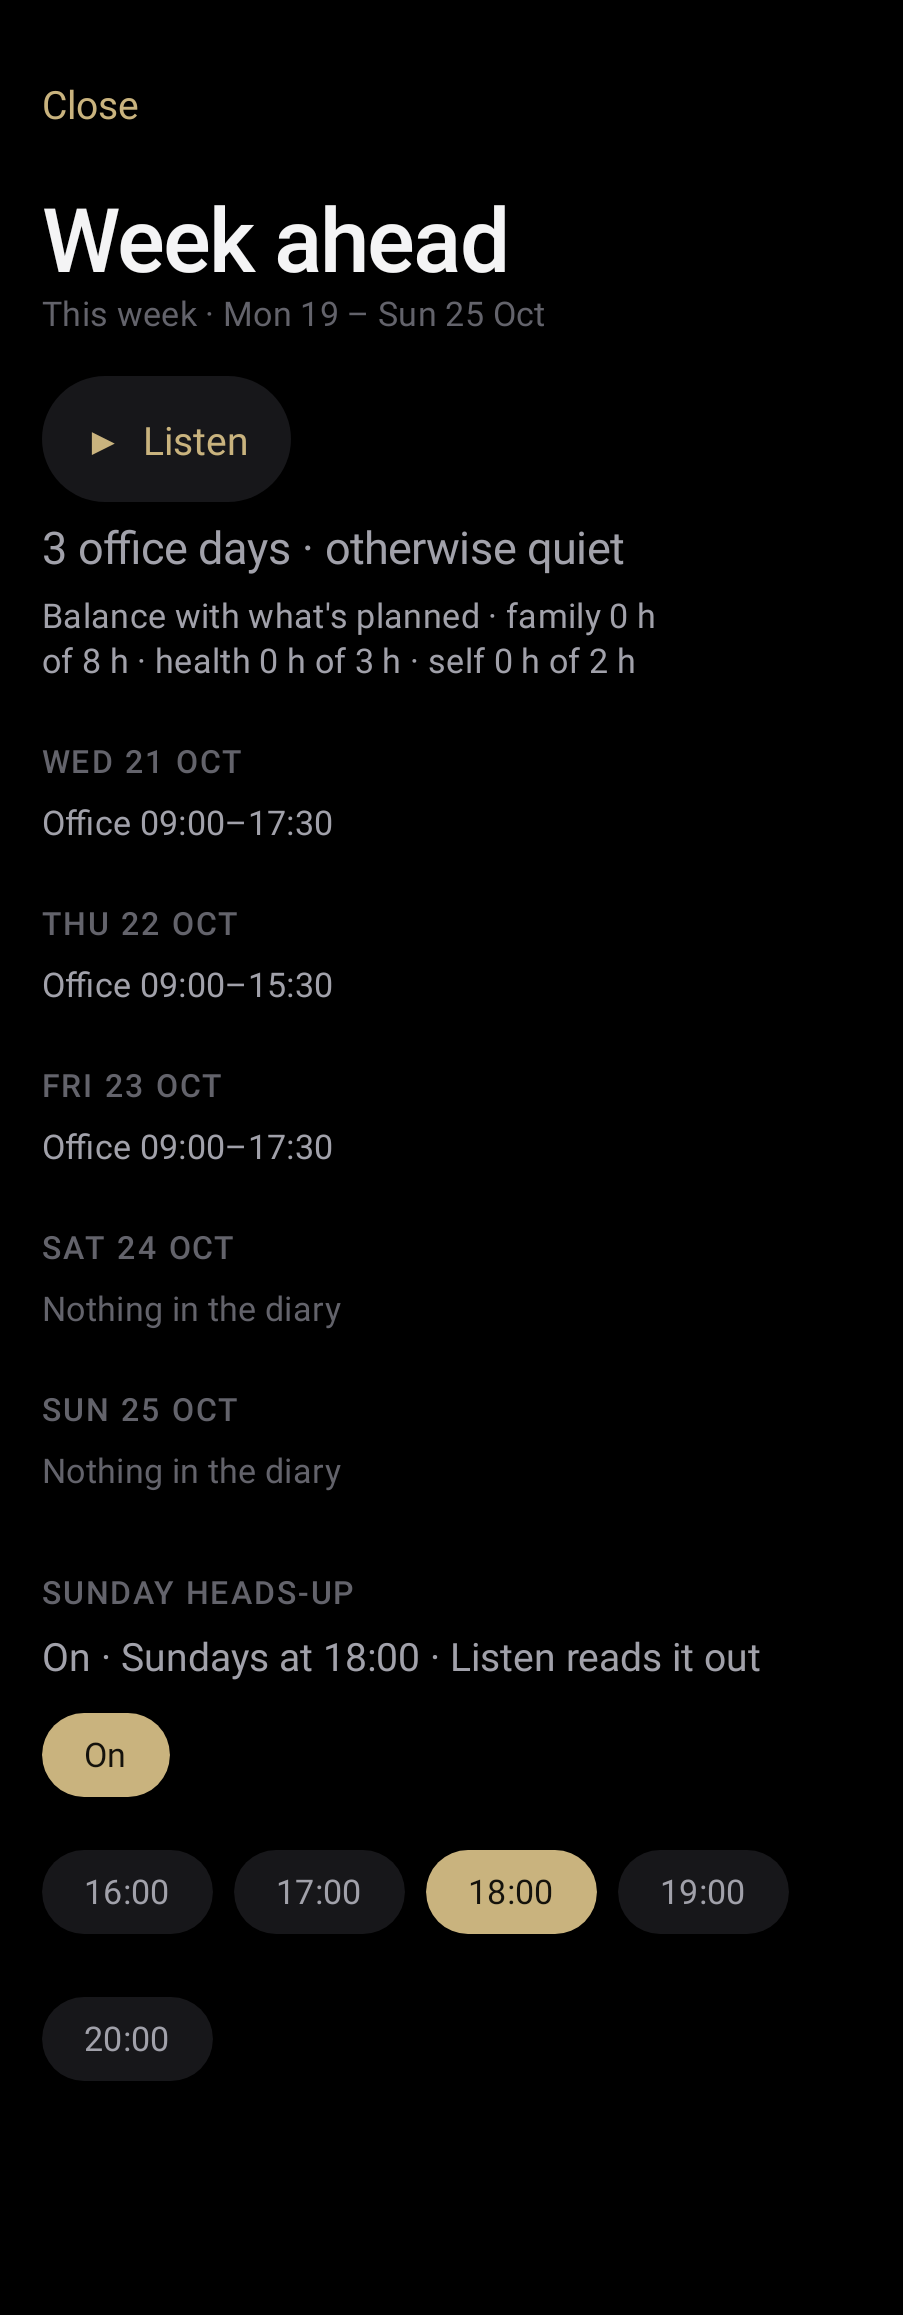 Close
Week ahead
This week · Mon 19 – Sun 25 Oct
▶ Listen
3 office days · otherwise quiet
Balance with what's planned · family 0 h
of 8 h · health 0 h of 3 h · self 0 h of 2 h
WED 21 OCT
Office 09:00–17:30
THU 22 OCT
Office 09:00–15:30
FRI 23 OCT
Office 09:00–17:30
SAT 24 OCT
Nothing in the diary
SUN 25 OCT
Nothing in the diary
SUNDAY HEADS-UP
On · Sundays at 18:00 · Listen reads it out
On
16:00 17:00 18:00 19:00
20:00